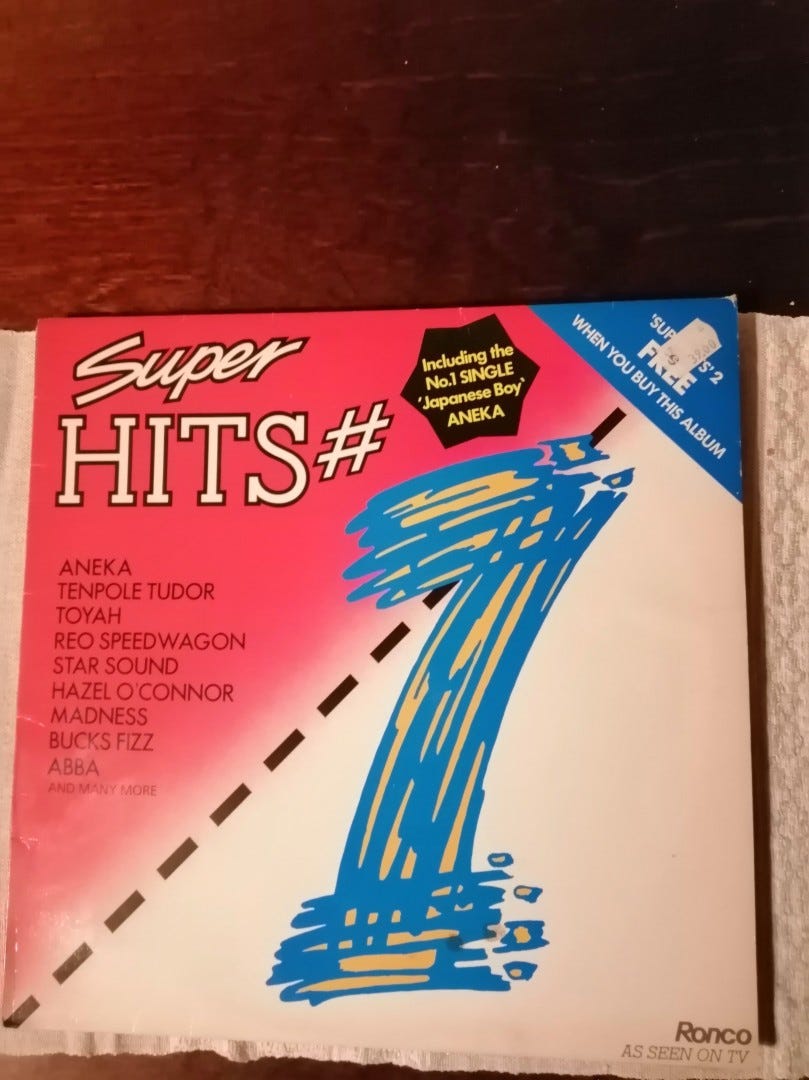 Super
HITS#
1
Including the
No.1 SINGLE
'Japanese Boy'
ANEKA
2
FREE
WHEN YOU BUY THIS ALBUM
ANEKA
TENPOLE TUDOR
TOYAH
REO SPEEDWAGON
STAR SOUND
HAZEL O'CONNOR
MADNESS
BUCKS FIZZ
ABBA
AND MANY MORE
Ronco
AS SEEN ON TV